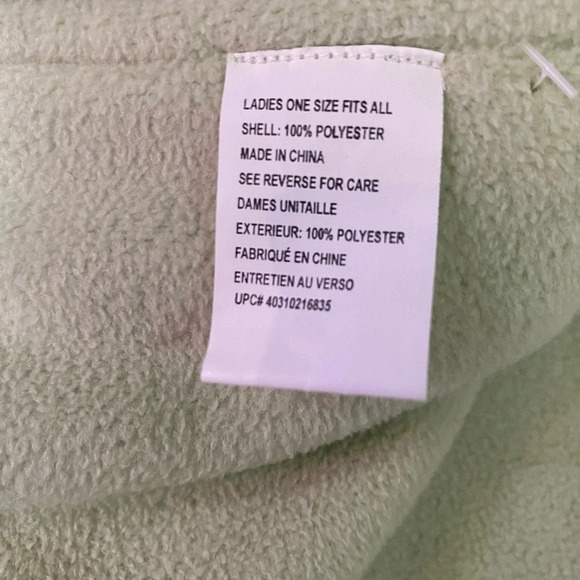 LADIES ONE SIZE FITS ALL
SHELL: 100% POLYESTER
MADE IN CHINA
SEE REVERSE FOR CARE
DAMES UNITAILLE
EXTERIEUR: 100% POLYESTER
FABRIQUÉ EN CHINE
ENTRETIEN AU VERSO
UPC# 40310216835